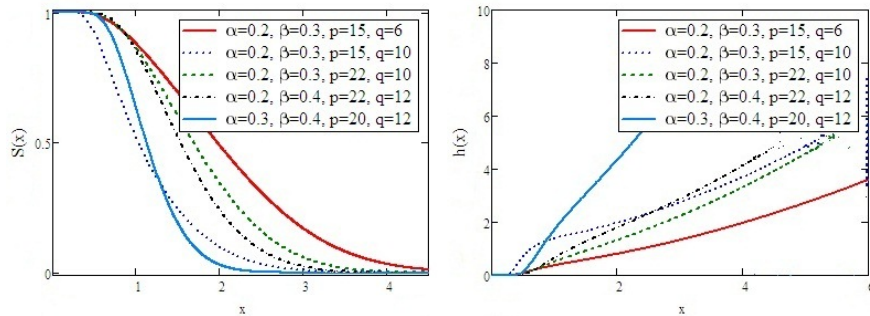 1
0.5
0
S(x)
1
2
3
4
x
α=0.2, β=0.3, p=15, q=6
α=0.2, β=0.3, p=15, q=10
α=0.2, β=0.3, p=22, q=10
α=0.2, β=0.4, p=22, q=12
α=0.3, β=0.4, p=20, q=12
10
8
6
4
2
0
h(x)
2
4
6
x
α=0.2, β=0.3, p=15, q=6
α=0.2, β=0.3, p=15, q=10
α=0.2, β=0.3, p=22, q=10
α=0.2, β=0.4, p=22, q=12
α=0.3, β=0.4, p=20, q=12